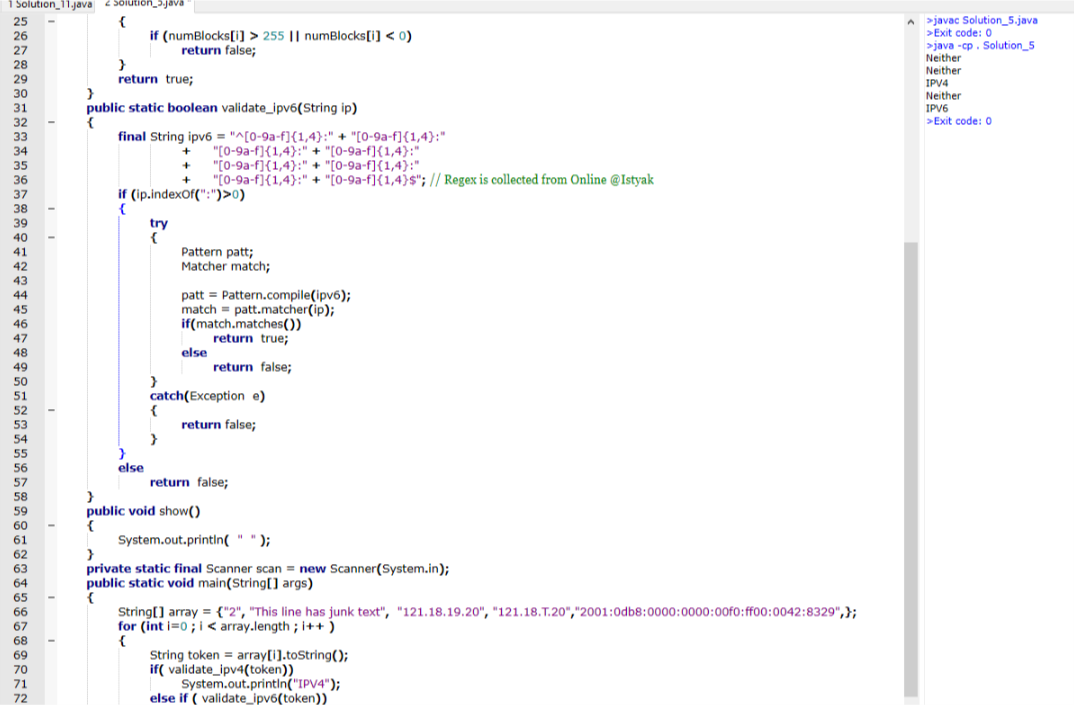 1 Solution_11.java 2 Solution_5.java
25 {
26 if (numBlocks[i] > 255 || numBlocks[i] < 0)
27 return false;
28 }
29 return true;
30 }
31 public static boolean validate_ipv6(String ip)
32 {
33 final String ipv6 = "^[0-9a-f]{1,4}:" + "[0-9a-f]{1,4}:"
34 + "[0-9a-f]{1,4}:" + "[0-9a-f]{1,4}:"
35 + "[0-9a-f]{1,4}:" + "[0-9a-f]{1,4}:"
36 + "[0-9a-f]{1,4}:" + "[0-9a-f]{1,4}$"; // Regex is collected from Online @Istyak
37 if (ip.indexOf(":")>0)
38 {
39 try
40 {
41 Pattern patt;
42 Matcher match;
43
44 patt = Pattern.compile(ipv6);
45 match = patt.matcher(ip);
46 if(match.matches())
47 return true;
48 else
49 return false;
50 }
51 catch(Exception e)
52 {
53 return false;
54 }
55 }
56 else
57 return false;
58 }
59 public void show()
60 {
61 System.out.println( " " );
62 }
63 private static final Scanner scan = new Scanner(System.in);
64 public static void main(String[] args)
65 {
66 String[] array = {"2", "This line has junk text", "121.18.19.20", "121.18.T.20","2001:0db8:0000:0000:00f0:ff00:0042:8329",};
67 for (int i=0 ; i < array.length ; i++ )
68 {
69 String token = array[i].toString();
70 if( validate_ipv4(token))
71 System.out.println("IPV4");
72 else if ( validate_ipv6(token))
>javac Solution_5.java
>Exit code: 0
>java -cp . Solution_5
Neither
Neither
IPV4
Neither
IPV6
>Exit code: 0